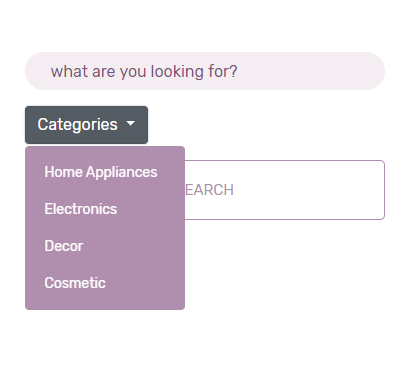 what are you looking for?
Categories
Home Appliances
EARCH
Electronics
Decor
Cosmetic